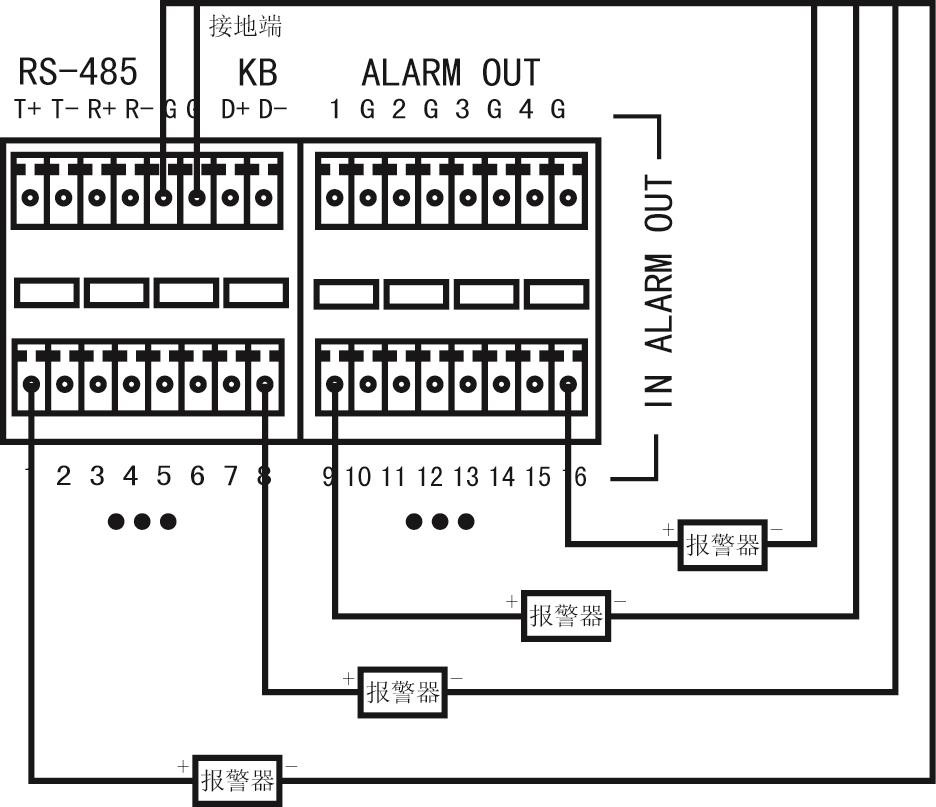 接地端
RS-485 KB ALARM OUT
T+ T- R+ R- G G D+ D- 1 G 2 G 3 G 4 G
IN ALARM OUT
1 2 3 4 5 6 7 8 9 10 11 12 13 14 15 16
+ 报警器 -
+ 报警器 -
+ 报警器 -
+ 报警器 -